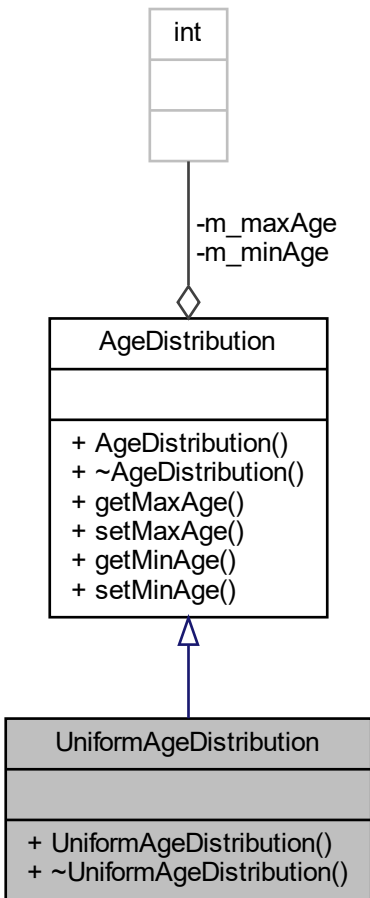 int
-m_maxAge
-m_minAge
AgeDistribution
+ AgeDistribution()
+ ~AgeDistribution()
+ getMaxAge()
+ setMaxAge()
+ getMinAge()
+ setMinAge()
UniformAgeDistribution
+ UniformAgeDistribution()
+ ~UniformAgeDistribution()